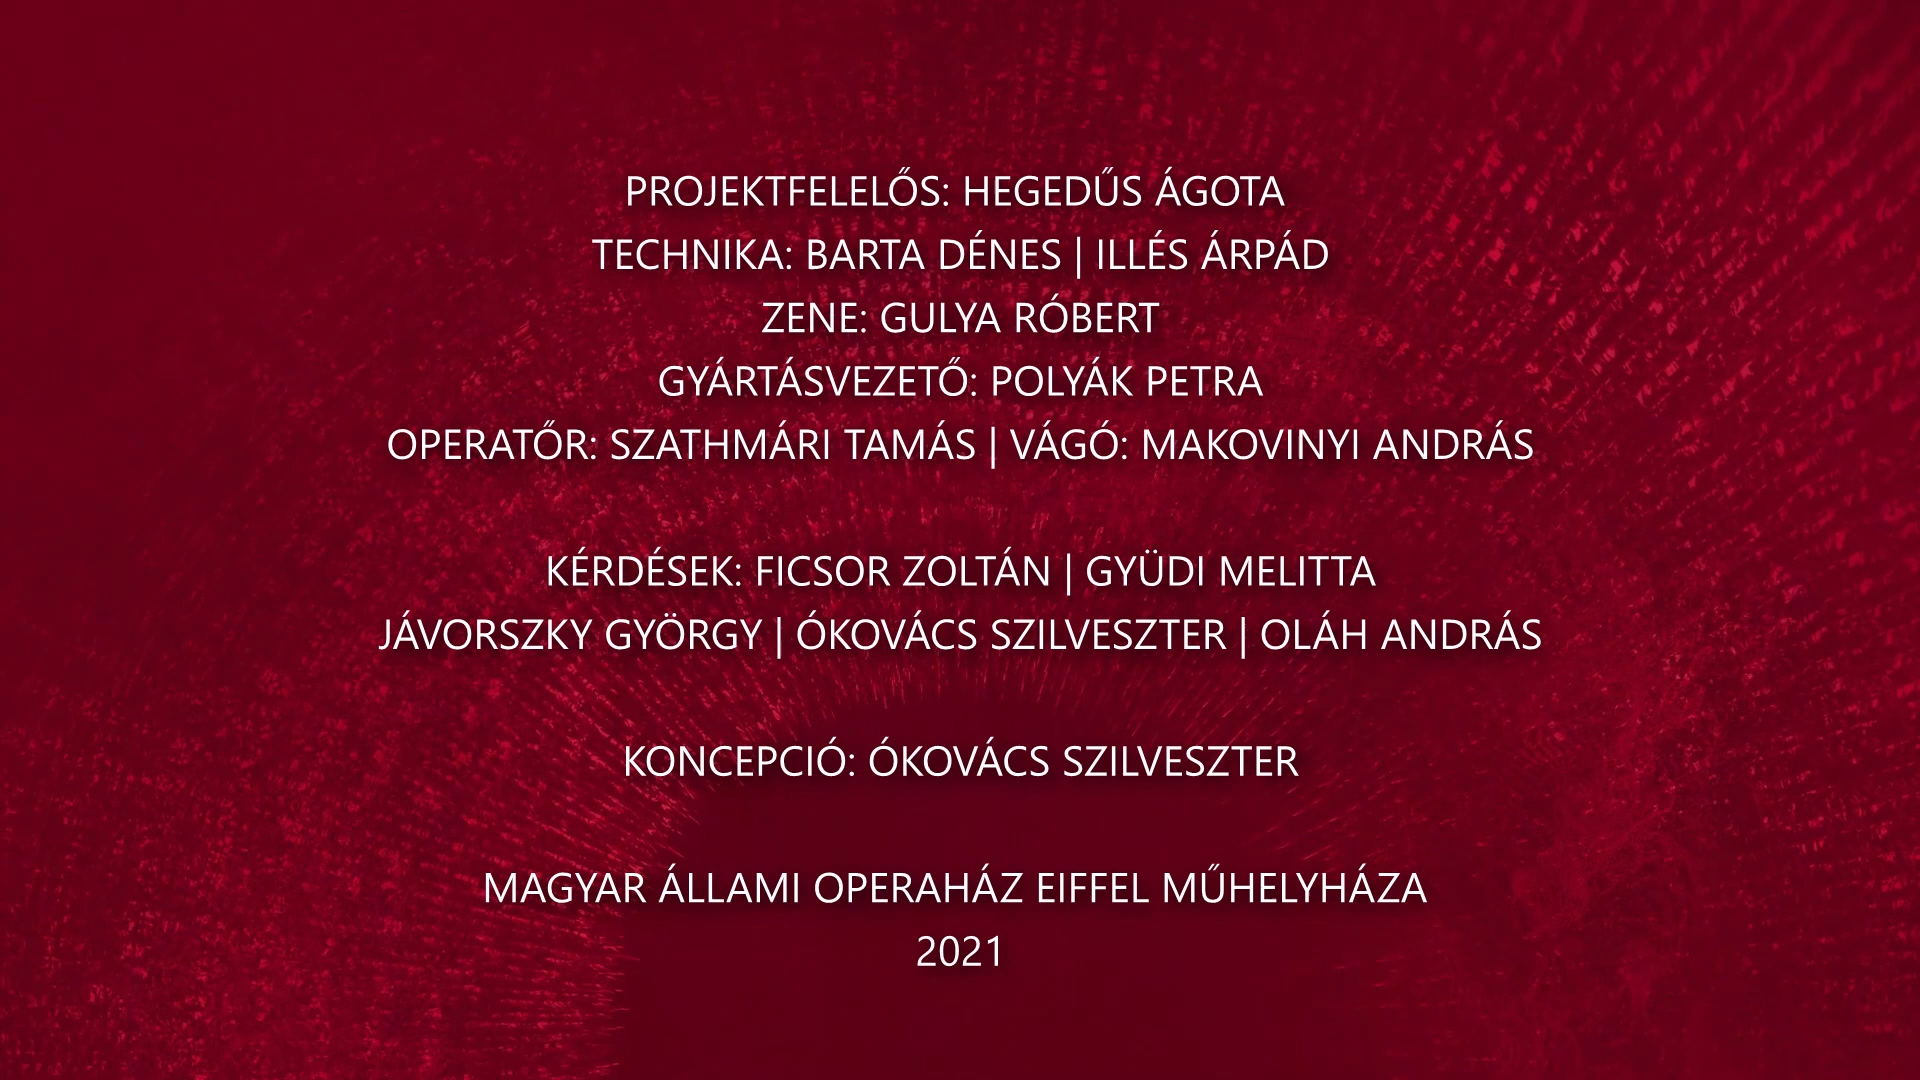 PROJEKTFELELŐS: HEGEDŰS ÁGOTA
TECHNIKA: BARTA DÉNES | ILLÉS ÁRPÁD
ZENE: GULYA RÓBERT
GYÁRTÁSVEZETŐ: POLYÁK PETRA
OPERATŐR: SZATHMÁRI TAMÁS | VÁGÓ: MAKOVINYI ANDRÁS
KÉRDÉSEK: FICSOR ZOLTÁN | GYÜDI MELITTA
JÁVORSZKY GYÖRGY | ÓKOVÁCS SZILVESZTER | OLÁH ANDRÁS
KONCEPCIÓ: ÓKOVÁCS SZILVESZTER
MAGYAR ÁLLAMI OPERAHÁZ EIFFEL MŰHELYHÁZA
2021